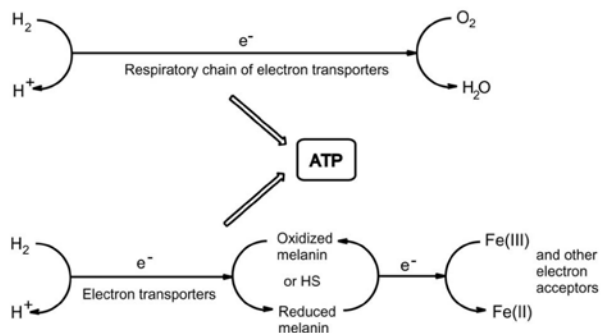 H2
O2
e-
Respiratory chain of electron transporters
H+
H2O
ATP
H2
Oxidized
melanin
Fe(III)
and other
electron
acceptors
e-
or HS
e-
Electron transporters
H+
Reduced
melanin
Fe(II)